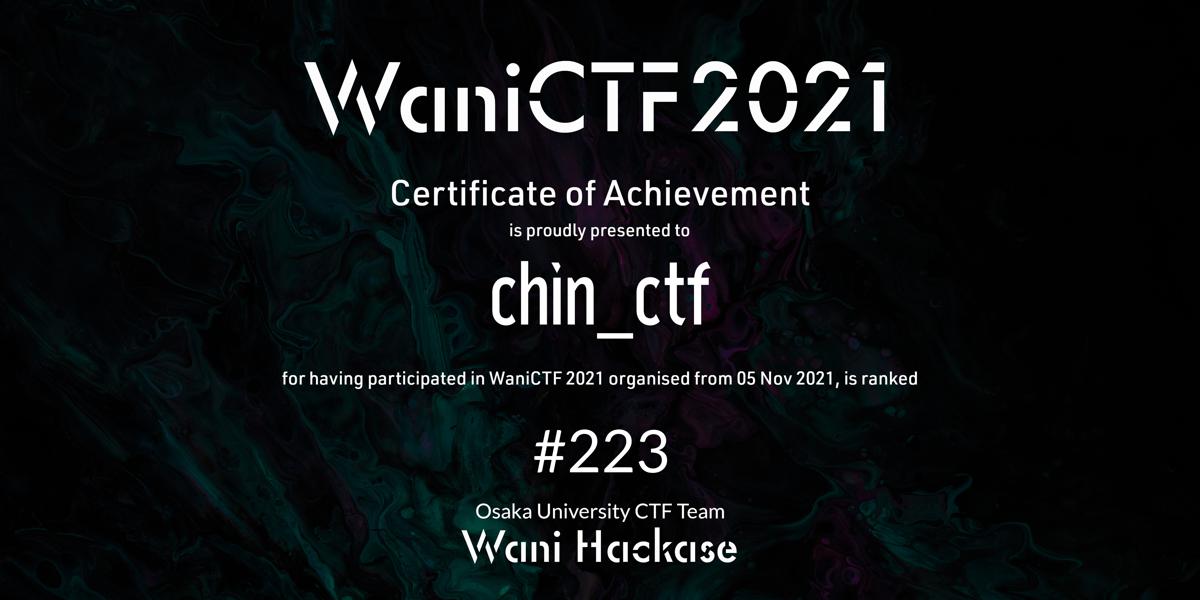 WaniCTF2021
Certificate of Achievement
is proudly presented to
chin_ctf
for having participated in WaniCTF 2021 organised from 05 Nov 2021, is ranked
#223
Osaka University CTF Team
Wani Hackase